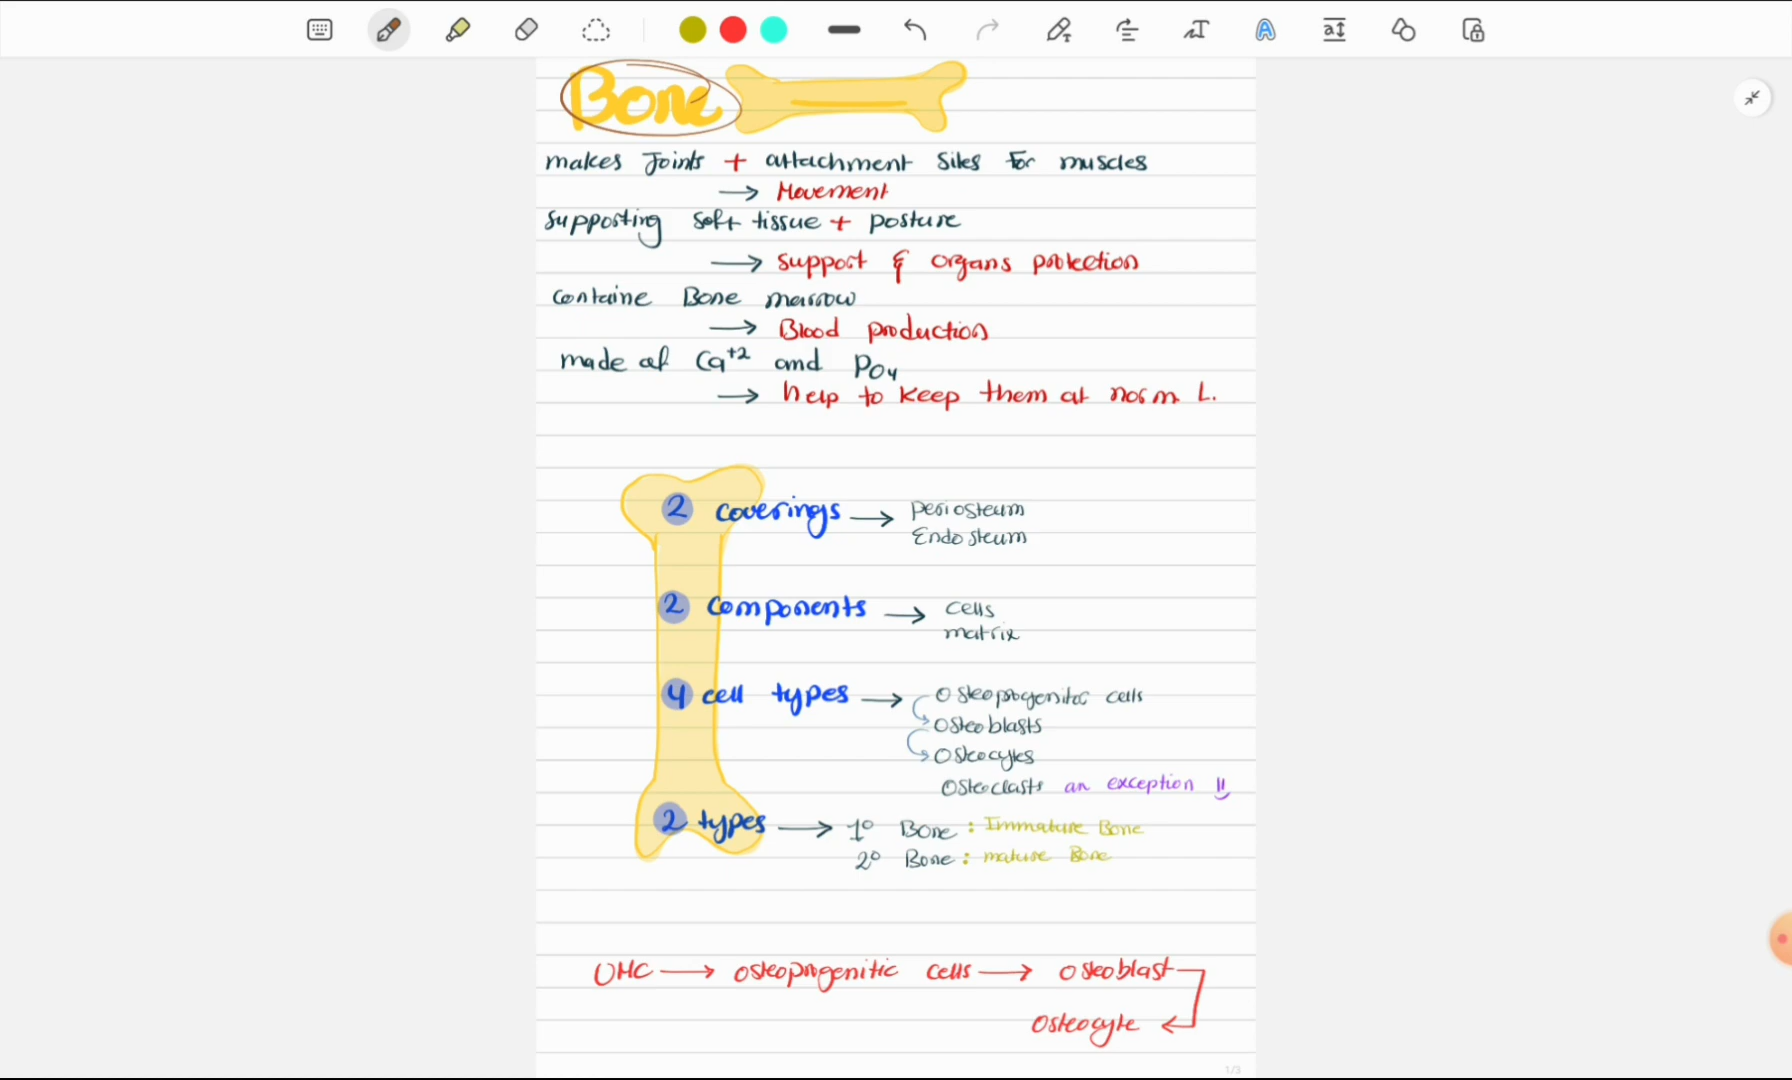 Bone
makes Joints + attachment sites for muscles
→ Movement
supporting soft tissue + posture
→ support & organs protection
containe Bone marrow
→ Blood production
made of Ca+2 and PO4
→ help to keep them at norm L.
2 coverings → periosteum
Endosteum
2 components → cells
matrix
4 cell types → Osteoprogenitor cells
Osteoblasts
Osteocytes
Osteoclasts an exception !!
2 types → 1° Bone : Immature Bone
2° Bone : mature Bone
UMC → osteoprogenitic cells → osteoblast
Osteocyte ←
1/3